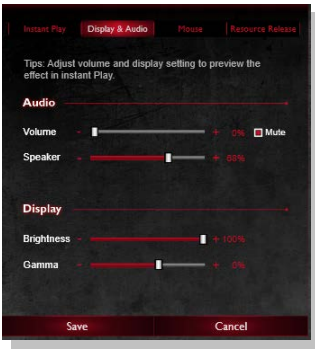 Instant Play Display & Audio Mouse Resource Release
Tips: Adjust volume and display setting to preview the
effect in instant Play.
Audio
Volume - + 0% Mute
Speaker - + 68%
Display
Brightness - + 100%
Gamma - + 0%
Save Cancel